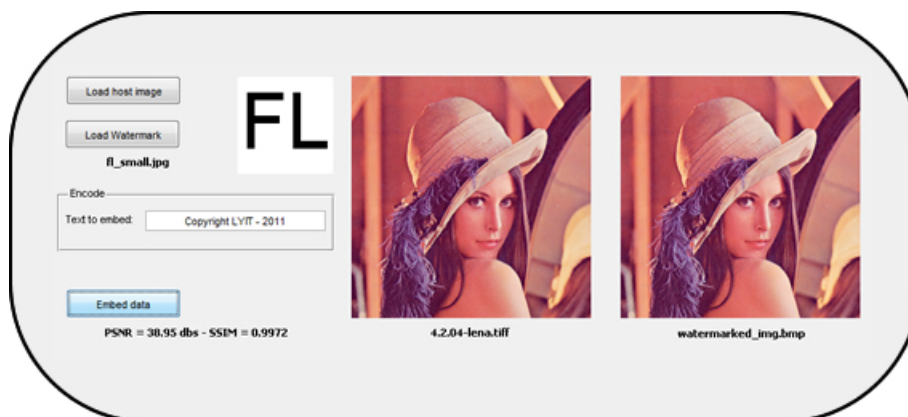 Load host image
Load Watermark
fl_small.jpg
FL
Encode
Text to embed:
Copyright LYIT - 2011
Embed data
PSNR = 38.95 dbs - SSIM = 0.9972
4.2.04-lena.tiff
watermarked_img.bmp